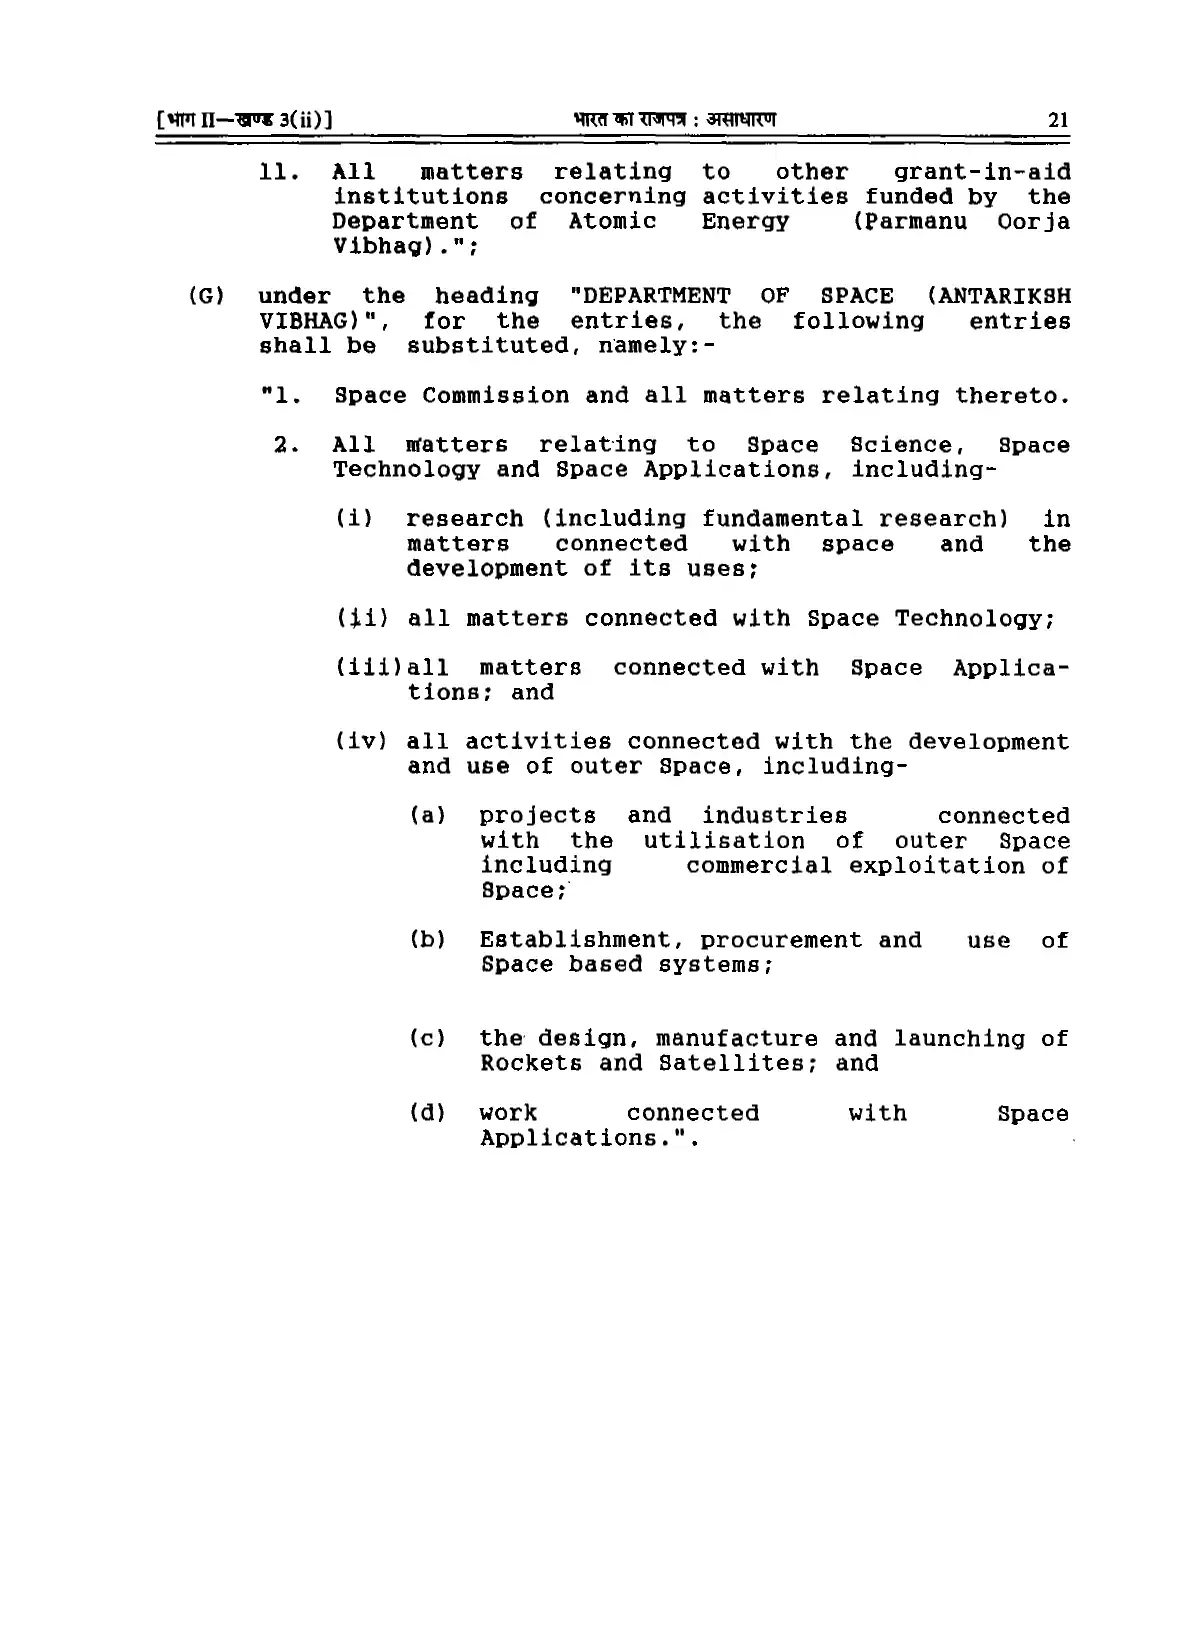 [भाग II—खण्ड 3(ii)] भारत का राजपत्र : असाधारण 21
11. All matters relating to other grant-in-aid
institutions concerning activities funded by the
Department of Atomic Energy (Parmanu Oorja
Vibhag).";
(G) under the heading "DEPARTMENT OF SPACE (ANTARIKSH
VIBHAG)", for the entries, the following entries
shall be substituted, namely:-
"1. Space Commission and all matters relating thereto.
2. All matters relating to Space Science, Space
Technology and Space Applications, including-
(i) research (including fundamental research) in
matters connected with space and the
development of its uses;
(ii) all matters connected with Space Technology;
(iii)all matters connected with Space Applica-
tions; and
(iv) all activities connected with the development
and use of outer Space, including-
(a) projects and industries connected
with the utilisation of outer Space
including commercial exploitation of
Space;
(b) Establishment, procurement and use of
Space based systems;
(c) the design, manufacture and launching of
Rockets and Satellites; and
(d) work connected with Space
Applications.".